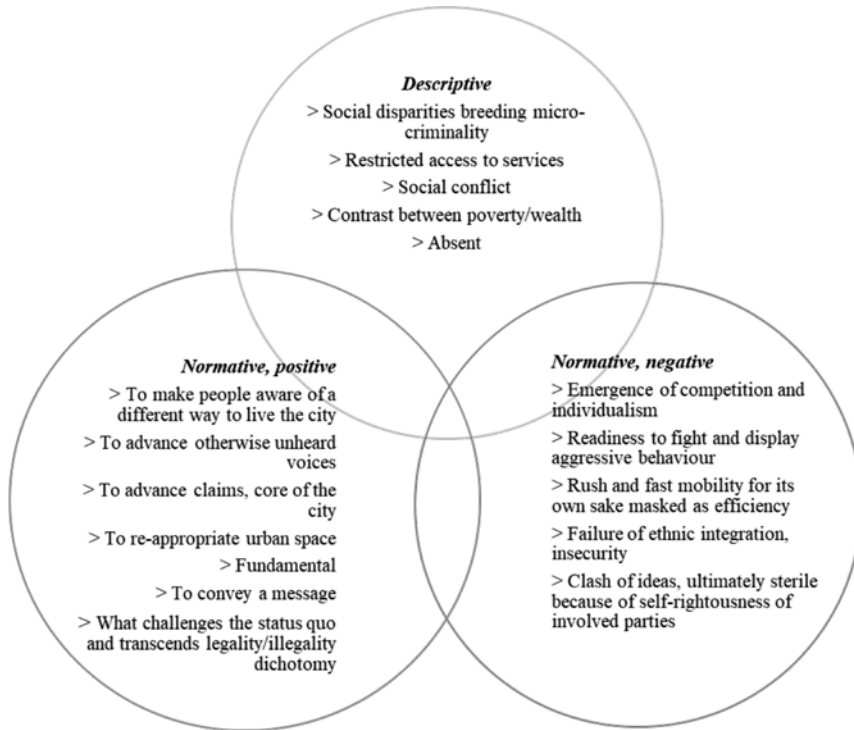 Descriptive
> Social disparities breeding micro-
criminality
> Restricted access to services
> Social conflict
> Contrast between poverty/wealth
> Absent
Normative, positive
> To make people aware of a
different way to live the city
> To advance otherwise unheard
voices
> To advance claims, core of the
city
> To re-appropriate urban space
> Fundamental
> To convey a message
> What challenges the status quo
and transcends legality/illegality
dichotomy
Normative, negative
> Emergence of competition and
individualism
> Readiness to fight and display
aggressive behaviour
> Rush and fast mobility for its
own sake masked as efficiency
> Failure of ethnic integration,
insecurity
> Clash of ideas, ultimately sterile
because of self-rightousness of
involved parties